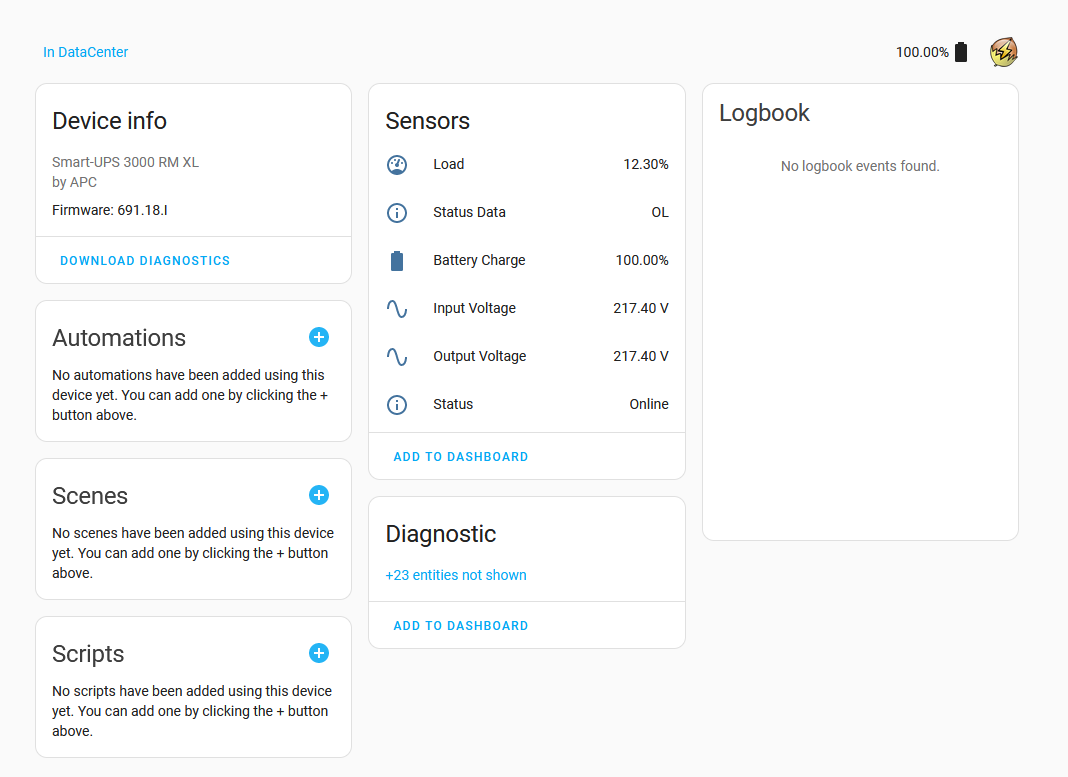 In DataCenter
100.00%
Device info
Smart-UPS 3000 RM XL
by APC
Firmware: 691.18.I
DOWNLOAD DIAGNOSTICS
Automations
No automations have been added using this
device yet. You can add one by clicking the +
button above.
Scenes
No scenes have been added using this device
yet. You can add one by clicking the + button
above.
Scripts
No scripts have been added using this device
yet. You can add one by clicking the + button
above.
Sensors
Load 12.30%
Status Data OL
Battery Charge 100.00%
Input Voltage 217.40 V
Output Voltage 217.40 V
Status Online
ADD TO DASHBOARD
Diagnostic
+23 entities not shown
ADD TO DASHBOARD
Logbook
No logbook events found.